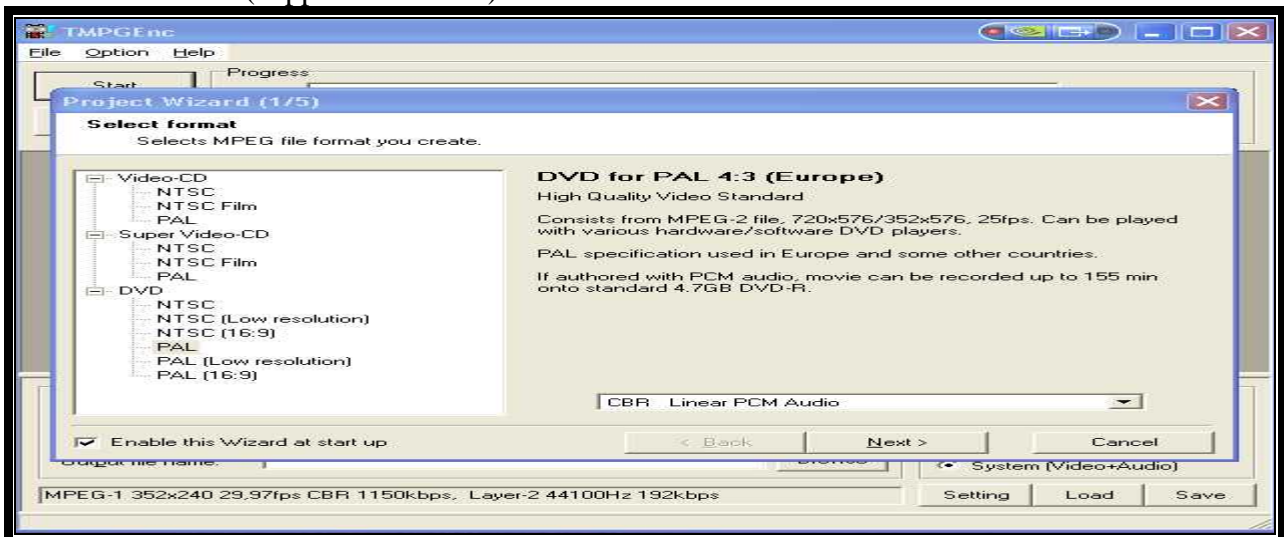 TMPGEnc
File Option Help
Start
Progress
Project Wizard (1/5)
Select format
Selects MPEG file format you create.
Video-CD
NTSC
NTSC Film
PAL
Super Video-CD
NTSC
NTSC Film
PAL
DVD
NTSC
NTSC (Low resolution)
NTSC (16:9)
PAL
PAL (Low resolution)
PAL (16:9)
DVD for PAL 4:3 (Europe)
High Quality Video Standard
Consists from MPEG-2 file, 720x576/352x576, 25fps. Can be played
with various hardware/software DVD players.
PAL specification used in Europe and some other countries.
If authored with PCM audio, movie can be recorded up to 155 min
onto standard 4.7GB DVD-R.
CBR Linear PCM Audio
Enable this Wizard at start up
< Back Next > Cancel
Output file name:
System (Video+Audio)
MPEG-1 352x240 29,97fps CBR 1150kbps, Layer-2 44100Hz 192kbps
Setting Load Save